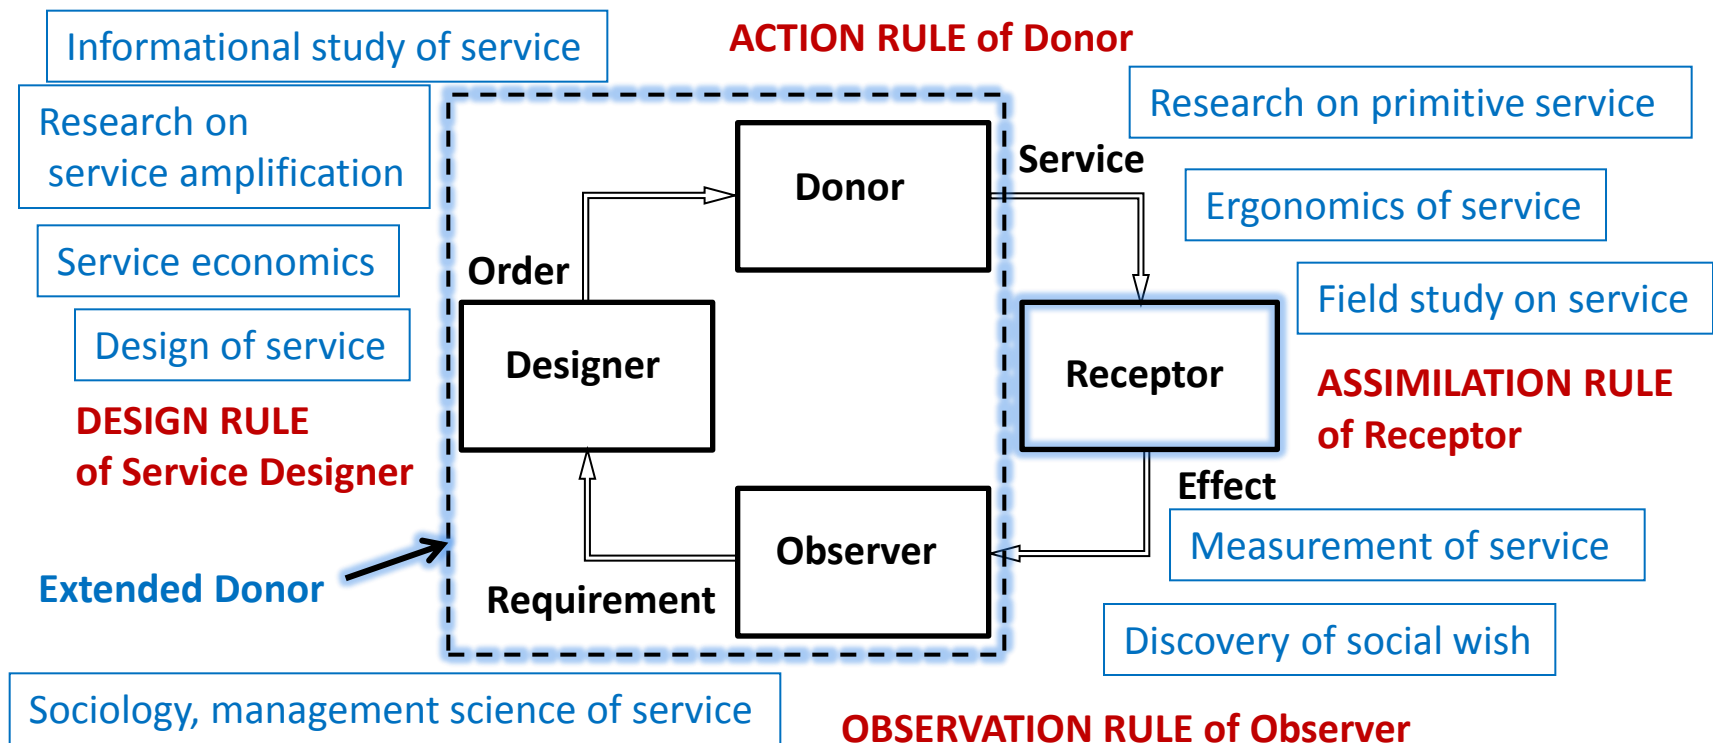 Informational study of service
ACTION RULE of Donor
Research on
service amplification
Research on primitive service
Service
Donor
Ergonomics of service
Service economics
Order
Field study on service
Design of service
Designer
Receptor
ASSIMILATION RULE
of Receptor
DESIGN RULE
of Service Designer
Effect
Observer
Measurement of service
Extended Donor
Requirement
Discovery of social wish
Sociology, management science of service
OBSERVATION RULE of Observer